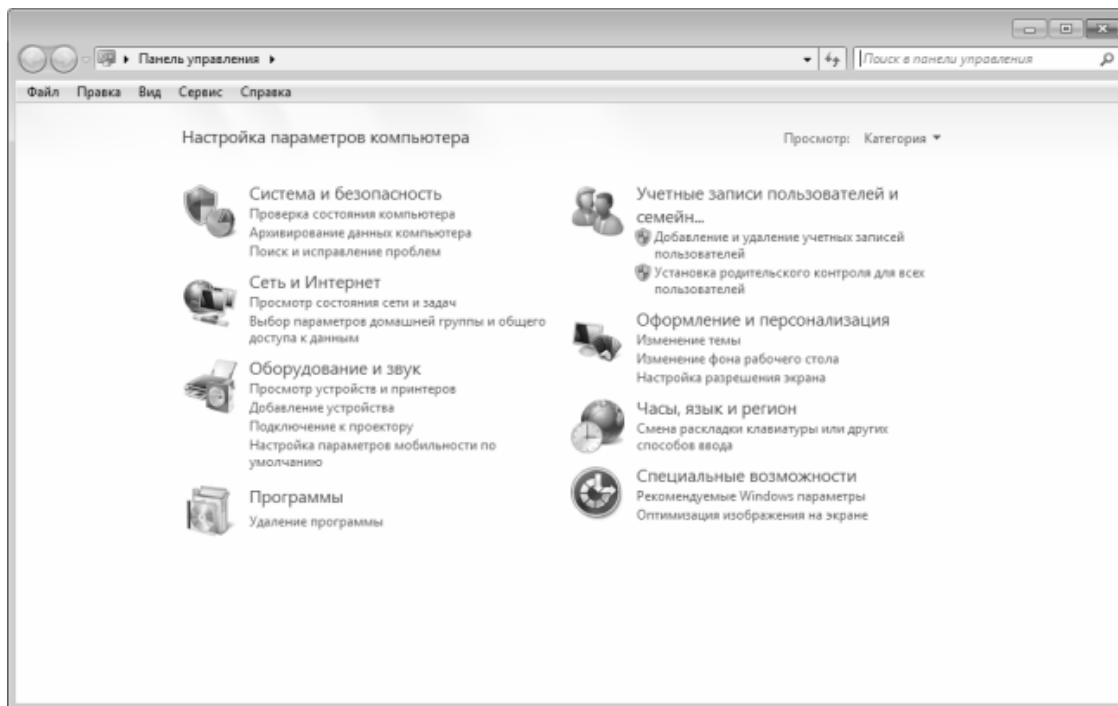 Панель управления
Поиск в панели управления
Файл Правка Вид Сервис Справка
Настройка параметров компьютера
Просмотр: Категория
Система и безопасность
Проверка состояния компьютера
Архивирование данных компьютера
Поиск и исправление проблем
Сеть и Интернет
Просмотр состояния сети и задач
Выбор параметров домашней группы и общего
доступа к данным
Оборудование и звук
Просмотр устройств и принтеров
Добавление устройства
Подключение к проектору
Настройка параметров мобильности по
умолчанию
Программы
Удаление программы
Учетные записи пользователей и
семейн...
Добавление и удаление учетных записей
пользователей
Установка родительского контроля для всех
пользователей
Оформление и персонализация
Изменение темы
Изменение фона рабочего стола
Настройка разрешения экрана
Часы, язык и регион
Смена раскладки клавиатуры или других
способов ввода
Специальные возможности
Рекомендуемые Windows параметры
Оптимизация изображения на экране